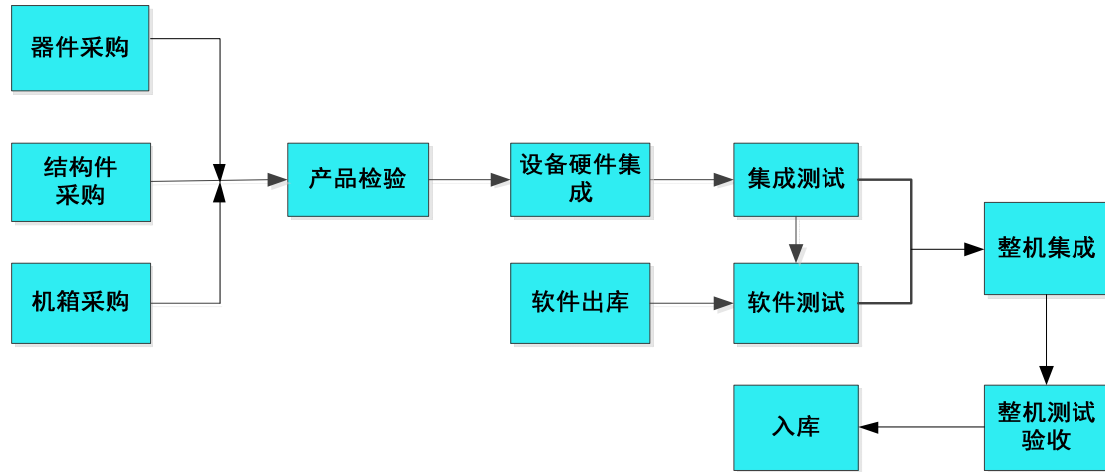 器件采购
结构件
采购
产品检验
设备硬件集
成
集成测试
整机集成
机箱采购
软件出库
软件测试
入库
整机测试
验收